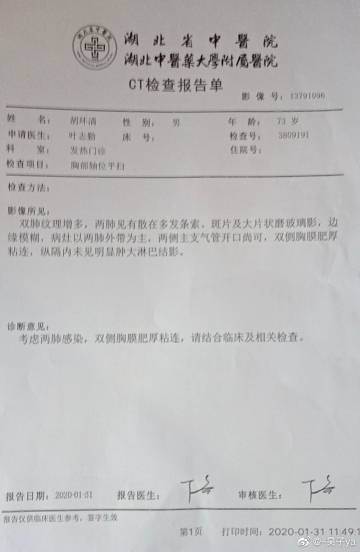 湖北省中醫院
湖北中醫藥大學附屬醫院
CT检查报告单
影像号：13791096
姓名：胡环清 性别：男 年龄：73 岁
申请医生：叶志勤 床号： 检查号：3809191
科室：发热门诊 住院号：
检查项目：胸部轴位平扫
检查方法：
影像所见：
双肺纹理增多，两肺见有散在多发条索、斑片及大片状磨玻璃影，边
缘模糊，病灶以两肺外带为主，两侧主支气管开口尚可，双侧胸膜肥厚
粘连，纵隔内未见明显肿大淋巴结影。
诊断意见：
考虑两肺感染，双侧胸膜肥厚粘连，请结合临床及相关检查。
报告日期：2020-01-31 报告医生： 审核医生：
报告仅供临床医生参考，签字生效
第1页 打印时间：2020-01-31 11:49:1